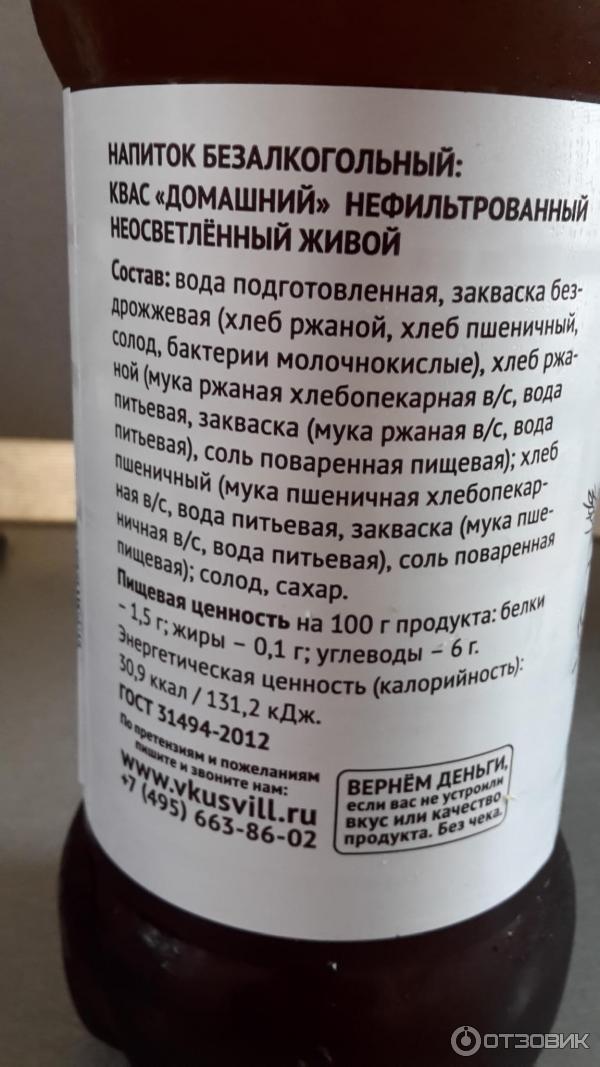 НАПИТОК БЕЗАЛКОГОЛЬНЫЙ:
КВАС «ДОМАШНИЙ» НЕФИЛЬТРОВАННЫЙ
НЕОСВЕТЛЁННЫЙ ЖИВОЙ
Состав: вода подготовленная, закваска без-
дрожжевая (хлеб ржаной, хлеб пшеничный,
солод, бактерии молочнокислые), хлеб ржа-
ной (мука ржаная хлебопекарная в/с, вода
питьевая, закваска (мука ржаная в/с, вода
питьевая), соль поваренная пищевая); хлеб
пшеничный (мука пшеничная хлебопекар-
ная в/с, вода питьевая, закваска (мука пше-
ничная в/с, вода питьевая), соль поваренная
пищевая); солод, сахар.
Пищевая ценность на 100 г продукта: белки
– 1,5 г; жиры – 0,1 г; углеводы – 6 г.
Энергетическая ценность (калорийность):
30,9 ккал / 131,2 кДж.
ГОСТ 31494-2012
По претензиям и пожеланиям
пишите и звоните нам:
www.vkusvill.ru
+7 (495) 663-86-02
ВЕРНЁМ ДЕНЬГИ,
если вас не устроили
вкус или качество
продукта. Без чека.
ОТЗОВИК